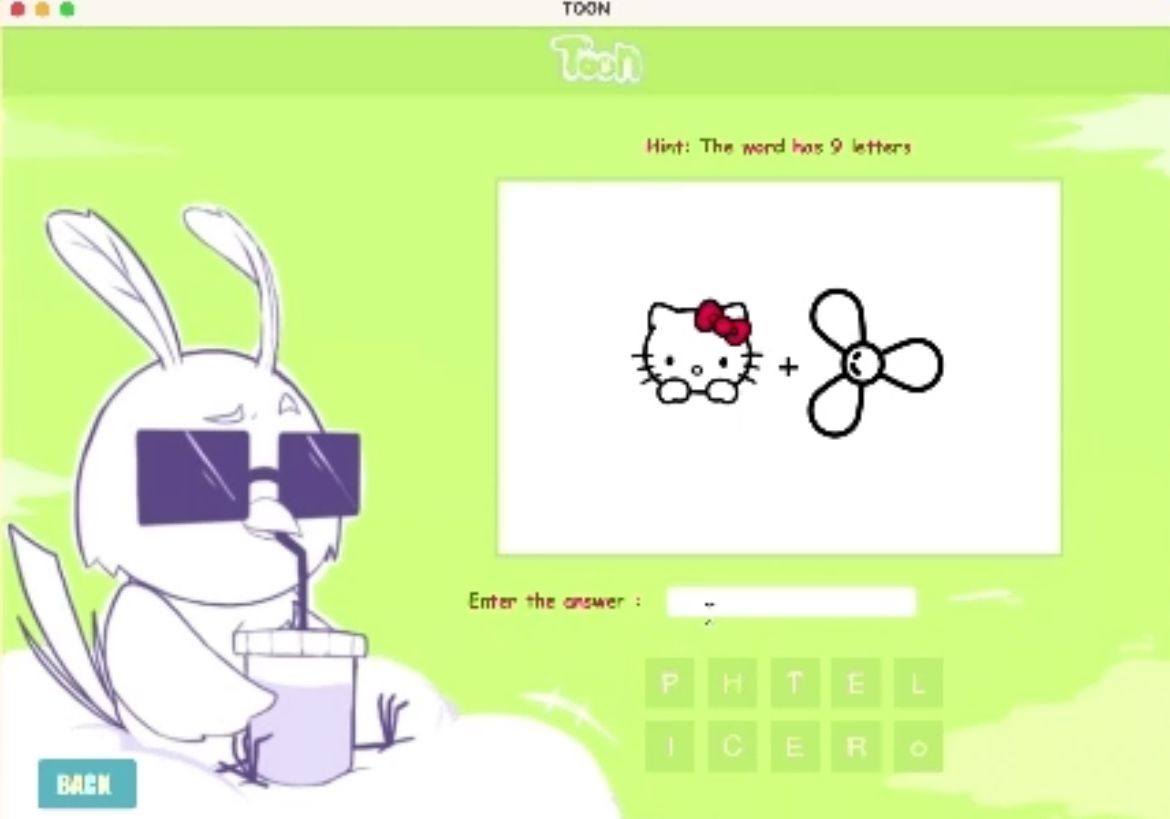 TOON
Toon
Hint: The word has 9 letters
+
Enter the answer :
P H T E L
I C E R O
BACK